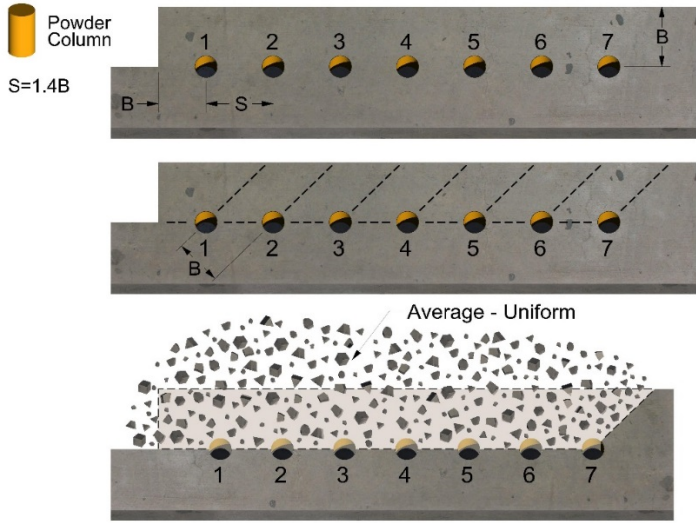 Powder
Column
S=1.4B
1 2 3 4 5 6 7
B
B S
1 2 3 4 5 6 7
B
Average - Uniform
1 2 3 4 5 6 7